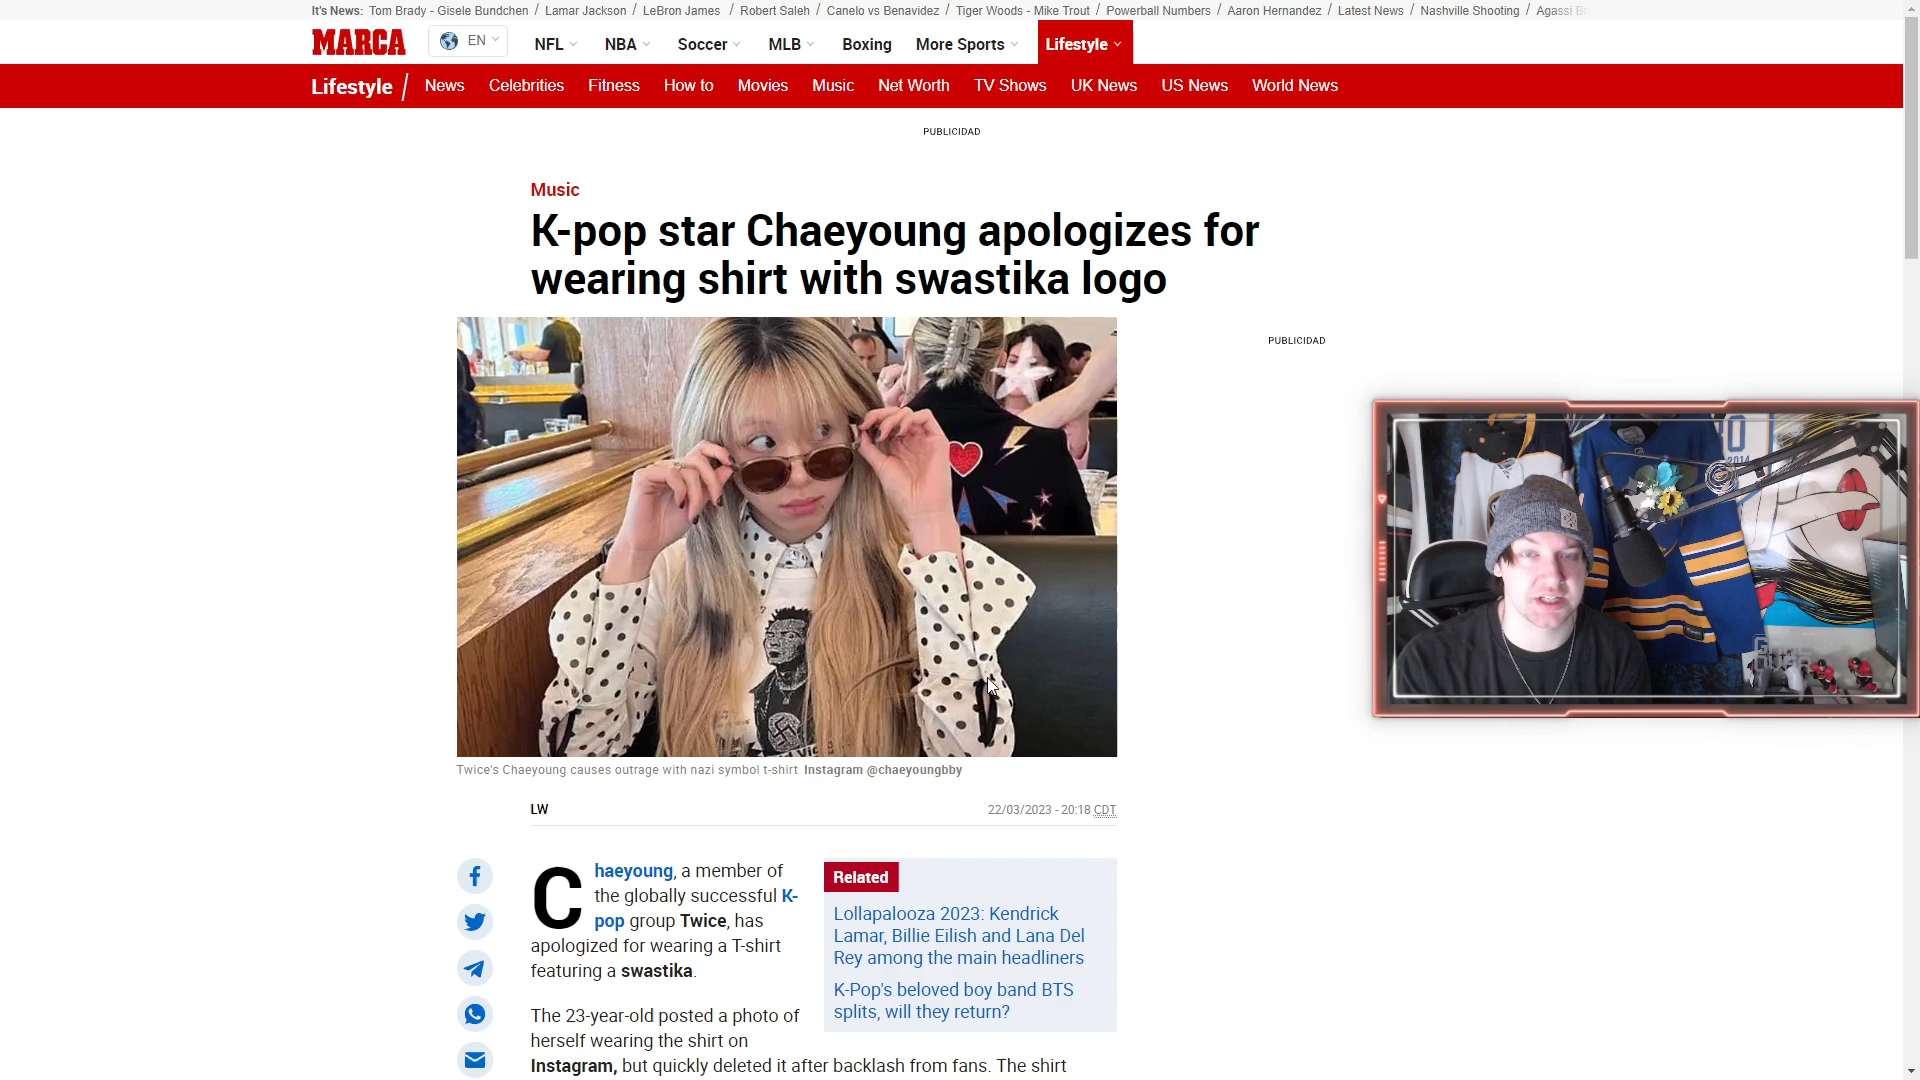 It's News: Tom Brady - Gisele Bundchen / Lamar Jackson / LeBron James / Robert Saleh / Canelo vs Benavidez / Tiger Woods - Mike Trout / Powerball Numbers / Aaron Hernandez / Latest News / Nashville Shooting / Agassi
MARCA EN NFL NBA Soccer MLB Boxing More Sports Lifestyle
Lifestyle / News Celebrities Fitness How to Movies Music Net Worth TV Shows UK News US News World News
PUBLICIDAD
Music
K-pop star Chaeyoung apologizes for
wearing shirt with swastika logo
PUBLICIDAD
2014
Twice's Chaeyoung causes outrage with nazi symbol t-shirt Instagram @chaeyoungbby
LW 22/03/2023 - 20:18 CDT
Chaeyoung, a member of
the globally successful K-
pop group Twice, has
apologized for wearing a T-shirt
featuring a swastika.
Related
Lollapalooza 2023: Kendrick
Lamar, Billie Eilish and Lana Del
Rey among the main headliners
K-Pop's beloved boy band BTS
splits, will they return?
The 23-year-old posted a photo of
herself wearing the shirt on
Instagram, but quickly deleted it after backlash from fans. The shirt